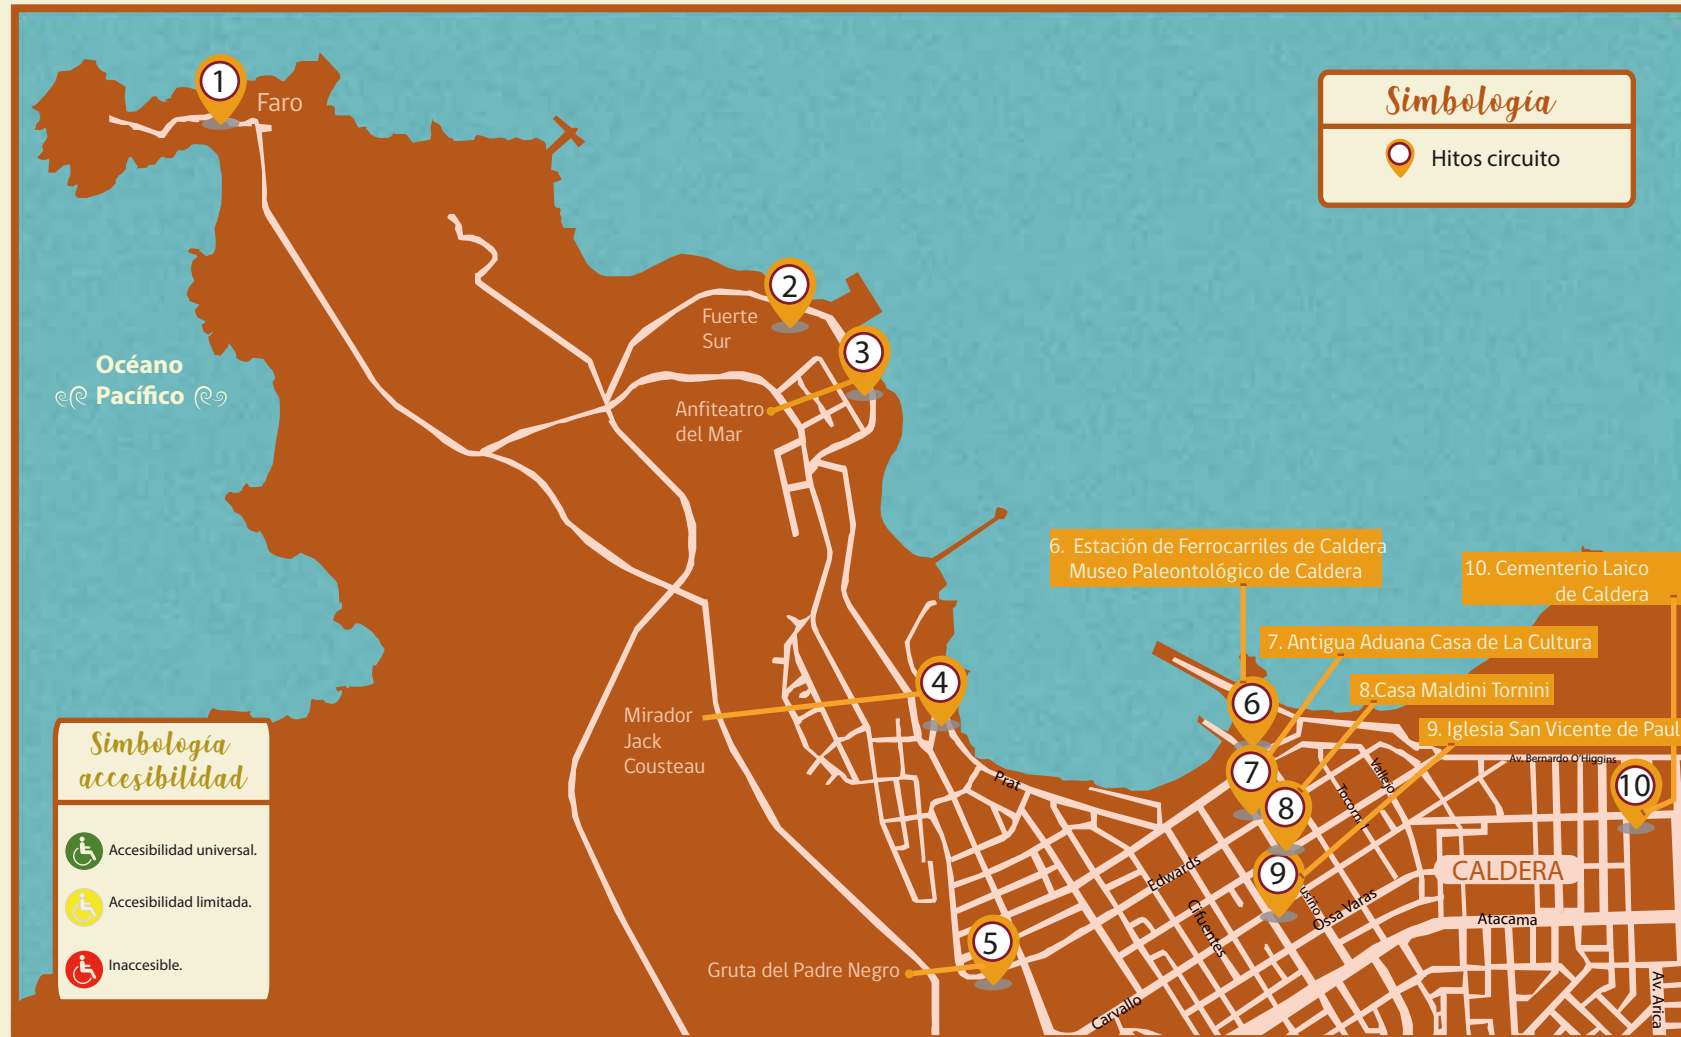 1
Faro
Simbología
Hitos circuito
2
Fuerte
Sur
3
Océano
Pacífico
Anfiteatro
del Mar
6. Estación de Ferrocarriles de Caldera
Museo Paleontológico de Caldera
10. Cementerio Laico
de Caldera
7. Antigua Aduana Casa de La Cultura
4
8.Casa Maldini Tornini
6
Mirador
Jack
Cousteau
9. Iglesia San Vicente de Paul
Simbología
accesibilidad
Av. Bernardo O'Higgins
Vallejo
7
Prat
10
8
Accesibilidad universal.
Edwards
CALDERA
9
Accesibilidad limitada.
Ossa Varas
Atacama
Cifuentes
5
Inaccesible.
Gruta del Padre Negro
Av. Arica
Carvallo